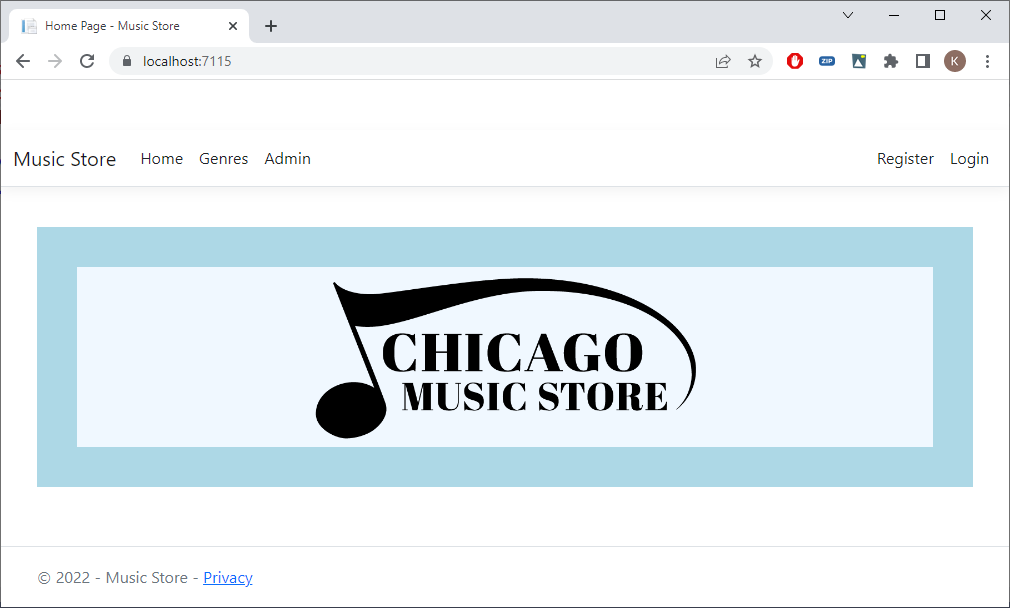 Home Page - Music Store
localhost:7115
ZIP
K
Music Store Home Genres Admin Register Login
CHICAGO
MUSIC STORE
© 2022 - Music Store - Privacy